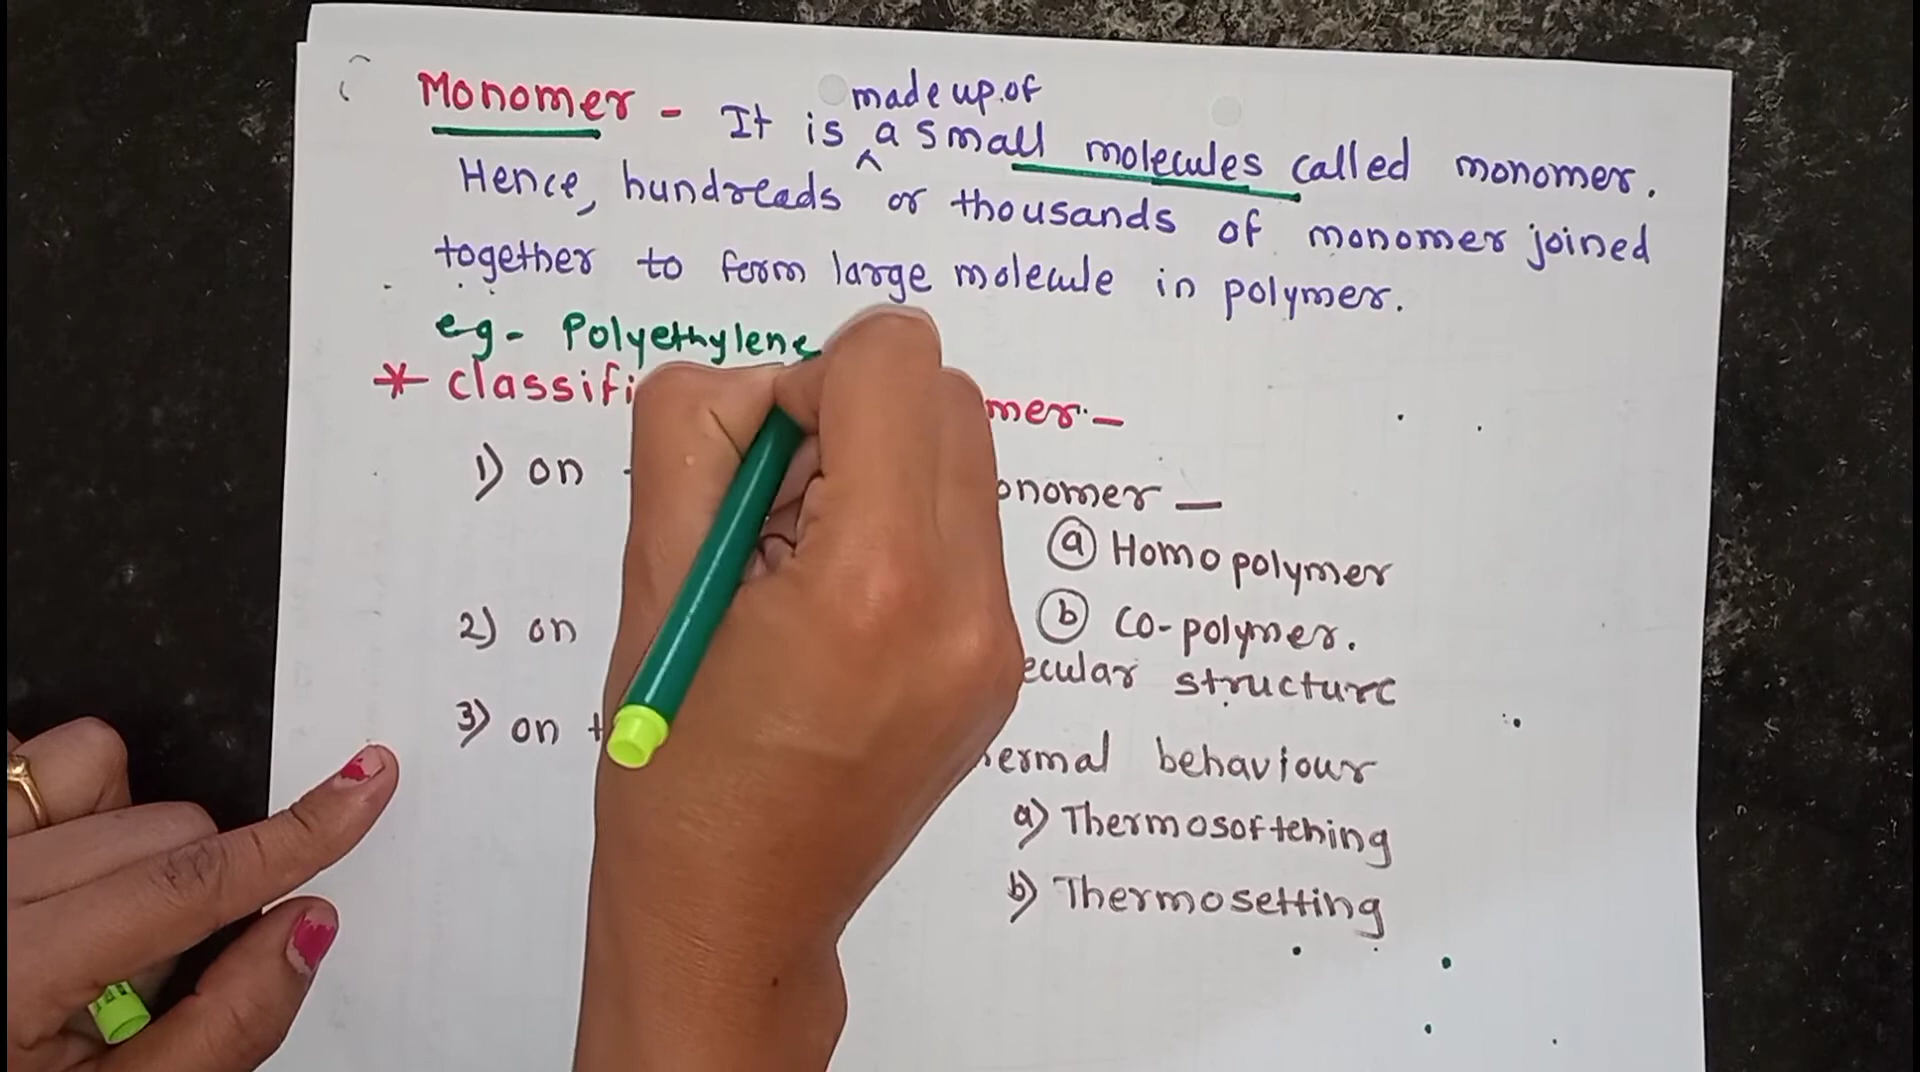 made up of
Monomer - It is ^ a small molecules called monomer.
Hence, hundreads or thousands of monomer joined
together to form large molecule in polymer.
eg - Polyethylene
* classifi mer -
1) on onomer -
(a) Homopolymer
(b) Co-polymer.
2) on ecular structure
3) on t ermal behaviour
a) Thermosoftening
b) Thermosetting